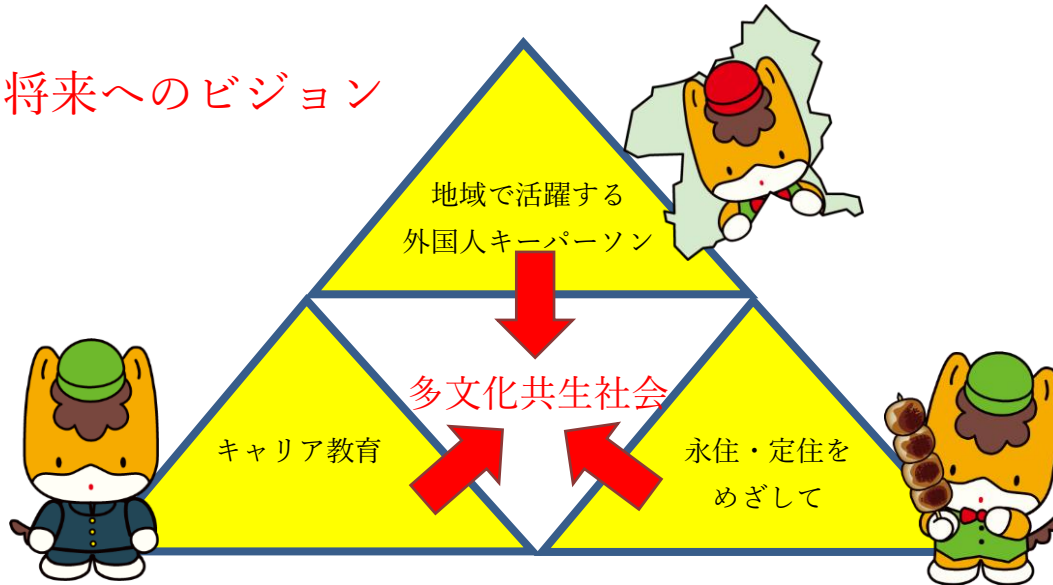 将来へのビジョン
地域で活躍する
外国人キーパーソン
多文化共生社会
キャリア教育
永住・定住を
めざして